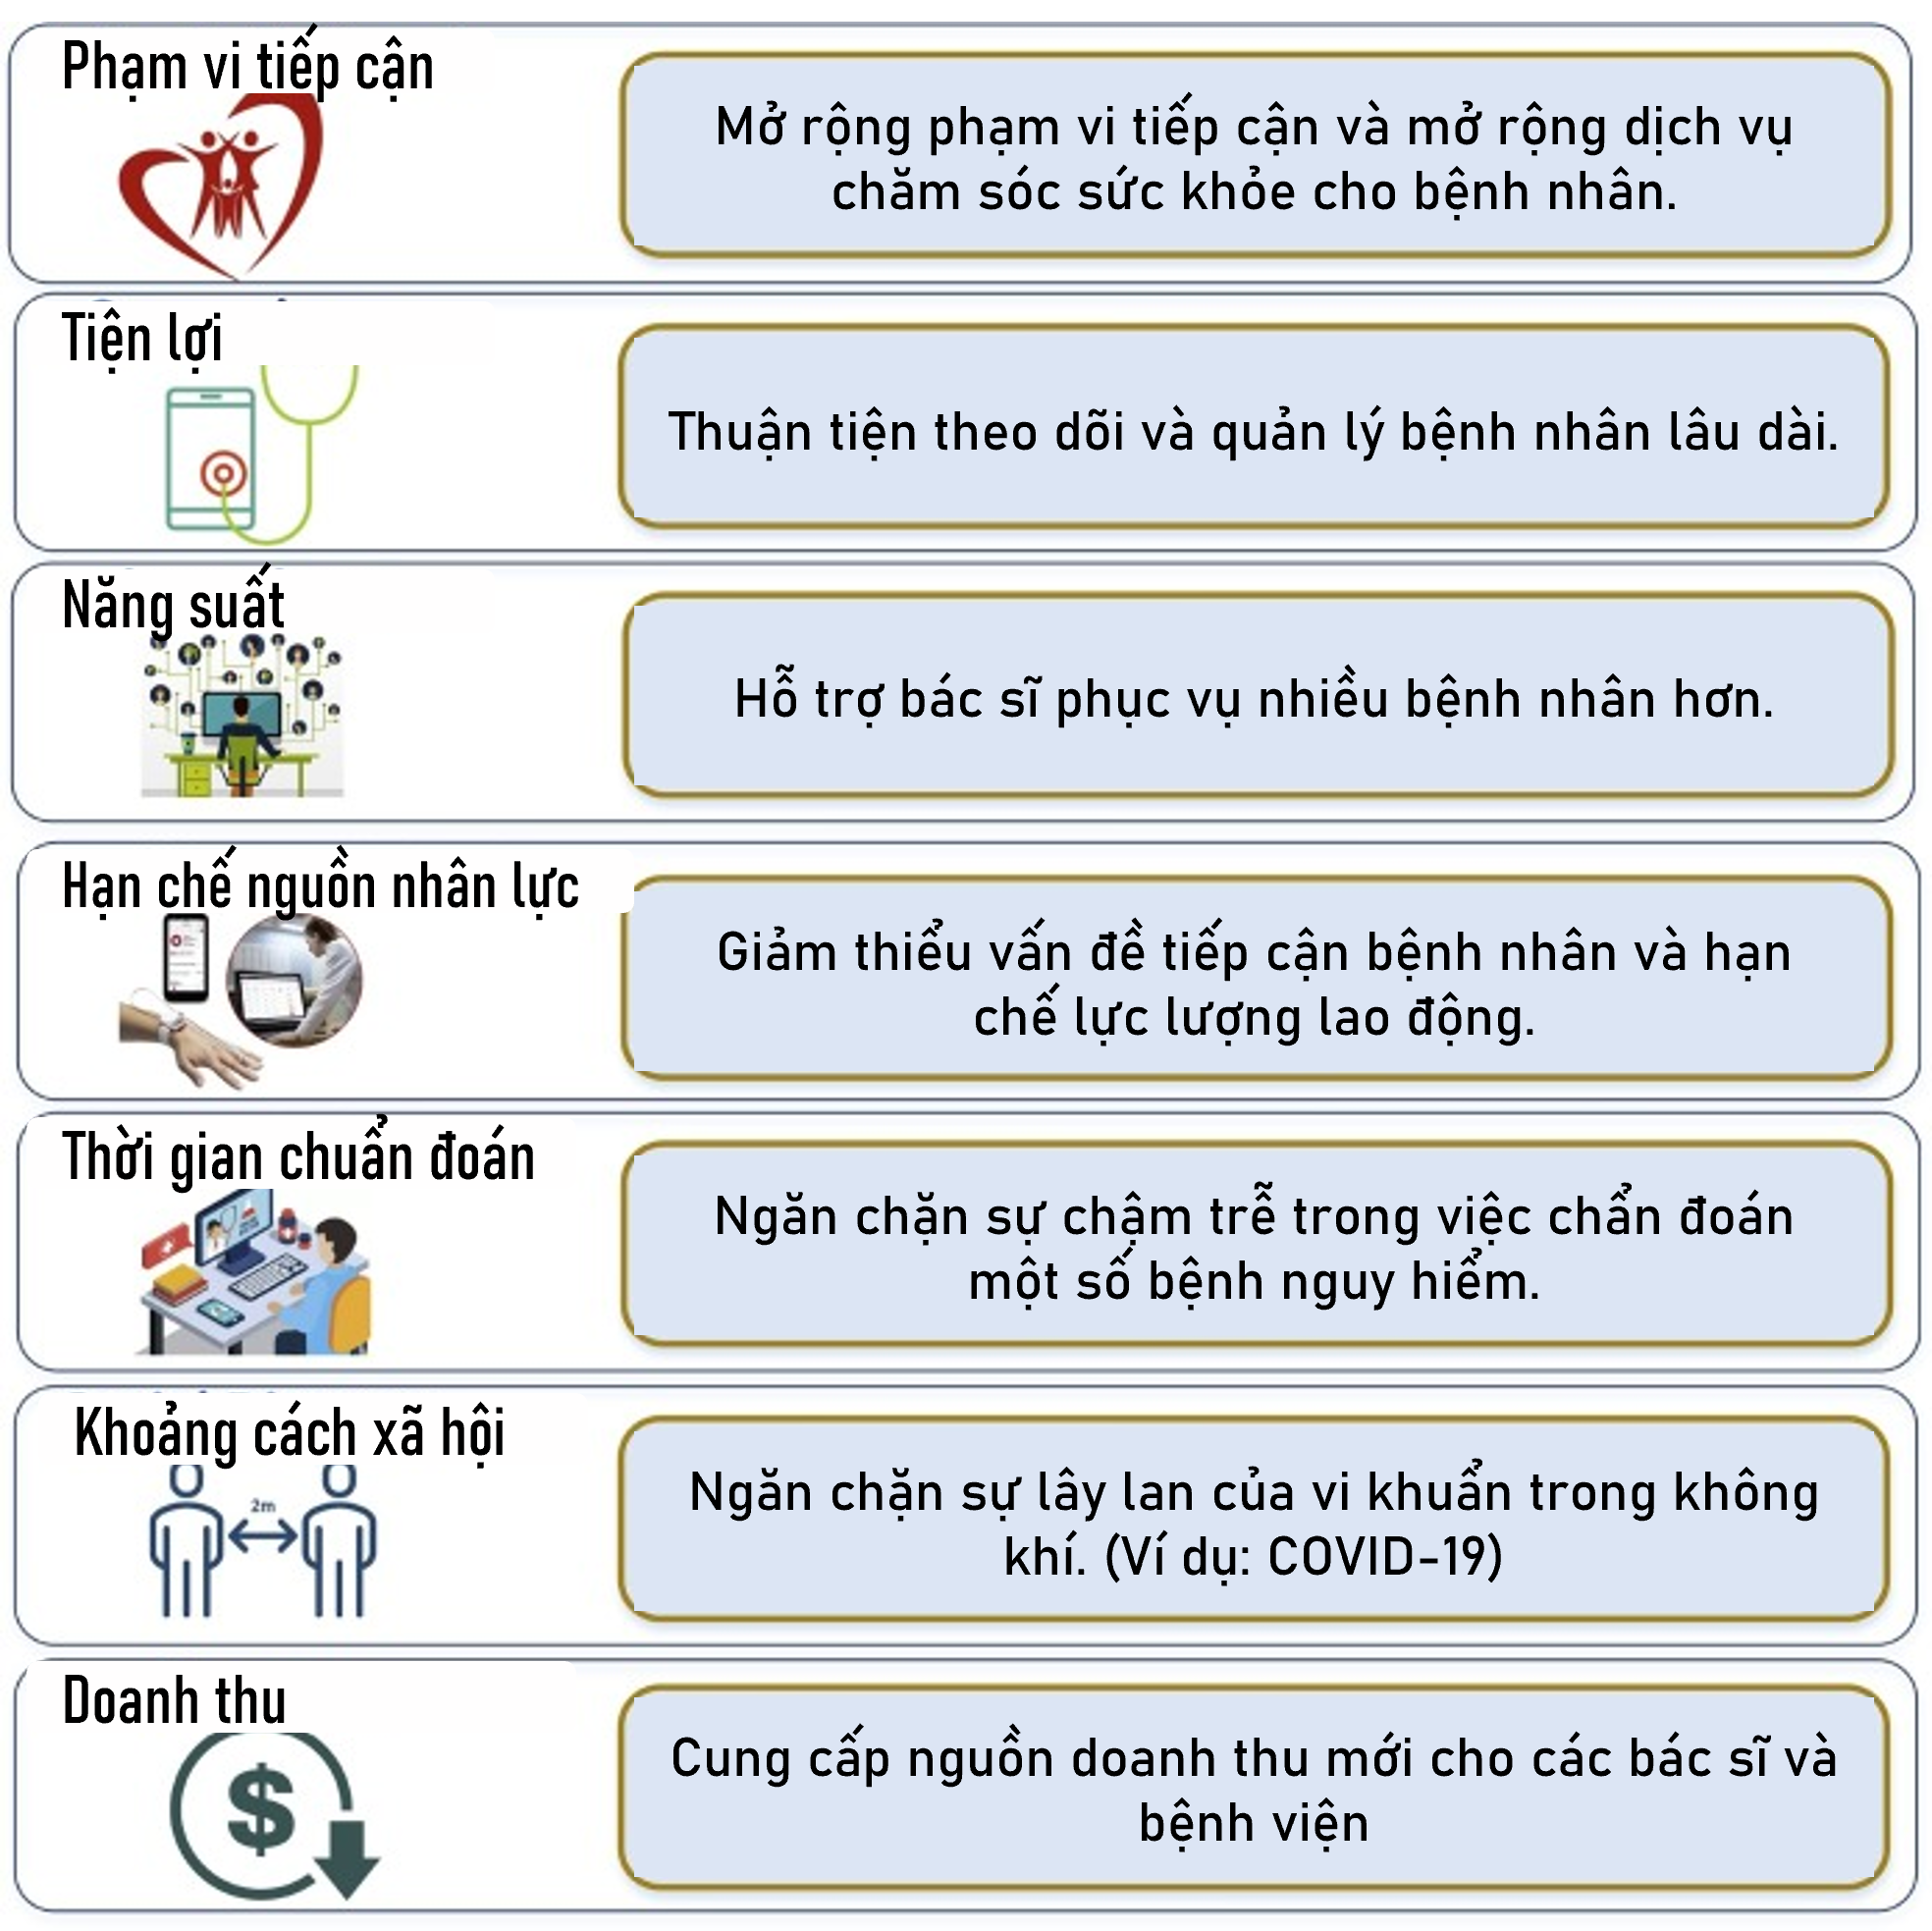 Phạm vi tiếp cận
Mở rộng phạm vi tiếp cận và mở rộng dịch vụ
chăm sóc sức khỏe cho bệnh nhân.
Tiện lợi
Thuận tiện theo dõi và quản lý bệnh nhân lâu dài.
Năng suất
Hỗ trợ bác sĩ phục vụ nhiều bệnh nhân hơn.
Hạn chế nguồn nhân lực
Giảm thiểu vấn đề tiếp cận bệnh nhân và hạn
chế lực lượng lao động.
Thời gian chuẩn đoán
Ngăn chặn sự chậm trễ trong việc chẩn đoán
một số bệnh nguy hiểm.
Khoảng cách xã hội
2m
Ngăn chặn sự lây lan của vi khuẩn trong không
khí. (Ví dụ: COVID-19)
Doanh thu
$
Cung cấp nguồn doanh thu mới cho các bác sĩ và
bệnh viện